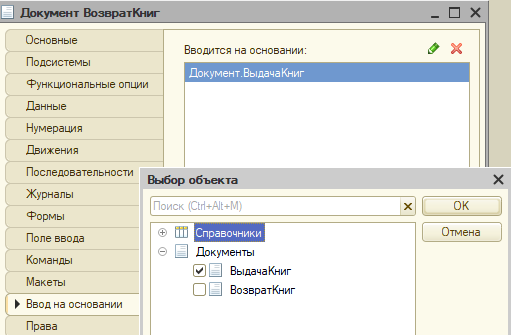 Документ ВозвратКниг
Основные
Подсистемы
Функциональные опции
Данные
Нумерация
Движения
Последовательности
Журналы
Формы
Поле ввода
Команды
Макеты
Ввод на основании
Права
Вводится на основании:
Документ.ВыдачаКниг
Выбор объекта
Поиск (Ctrl+Alt+M)
OK
Отмена
Справочники
Документы
ВыдачаКниг
ВозвратКниг